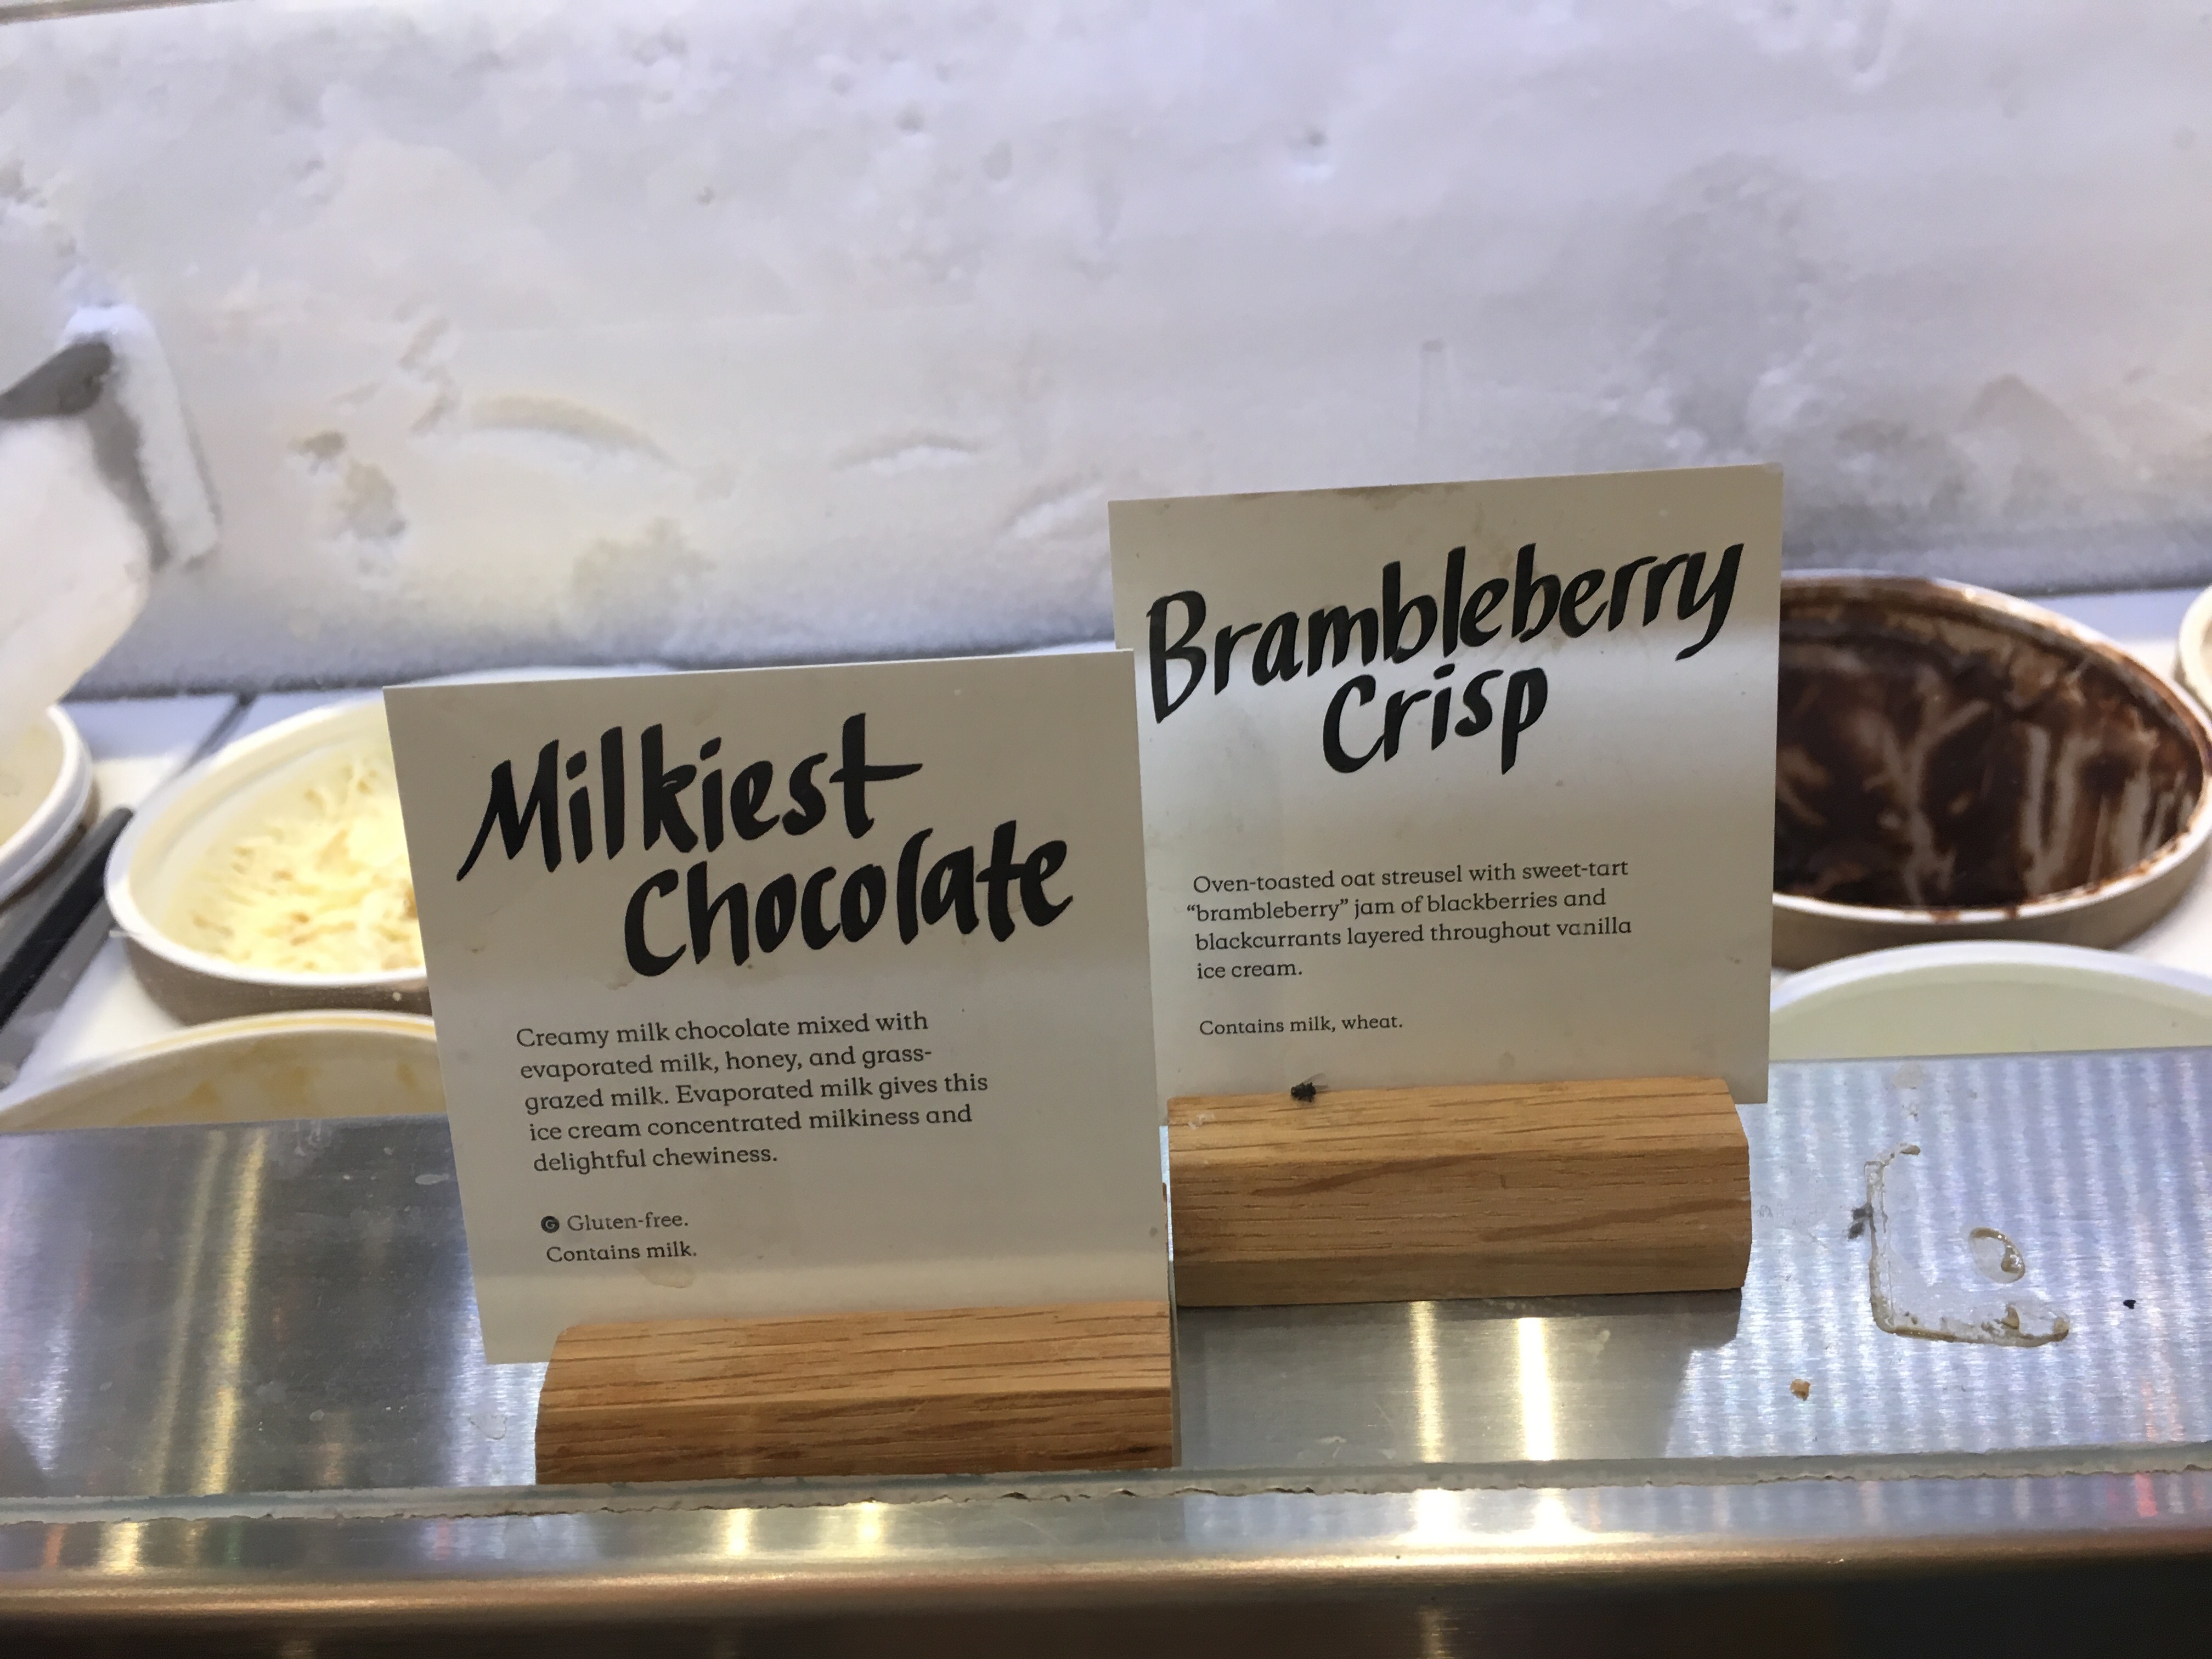 Milkiest
Chocolate
Creamy milk chocolate mixed with
evaporated milk, honey, and grass-
grazed milk. Evaporated milk gives this
ice cream concentrated milkiness and
delightful chewiness.
G Gluten-free.
Contains milk.
Brambleberry
Crisp
Oven-toasted oat streusel with sweet-tart
“brambleberry” jam of blackberries and
blackcurrants layered throughout vanilla
ice cream.
Contains milk, wheat.